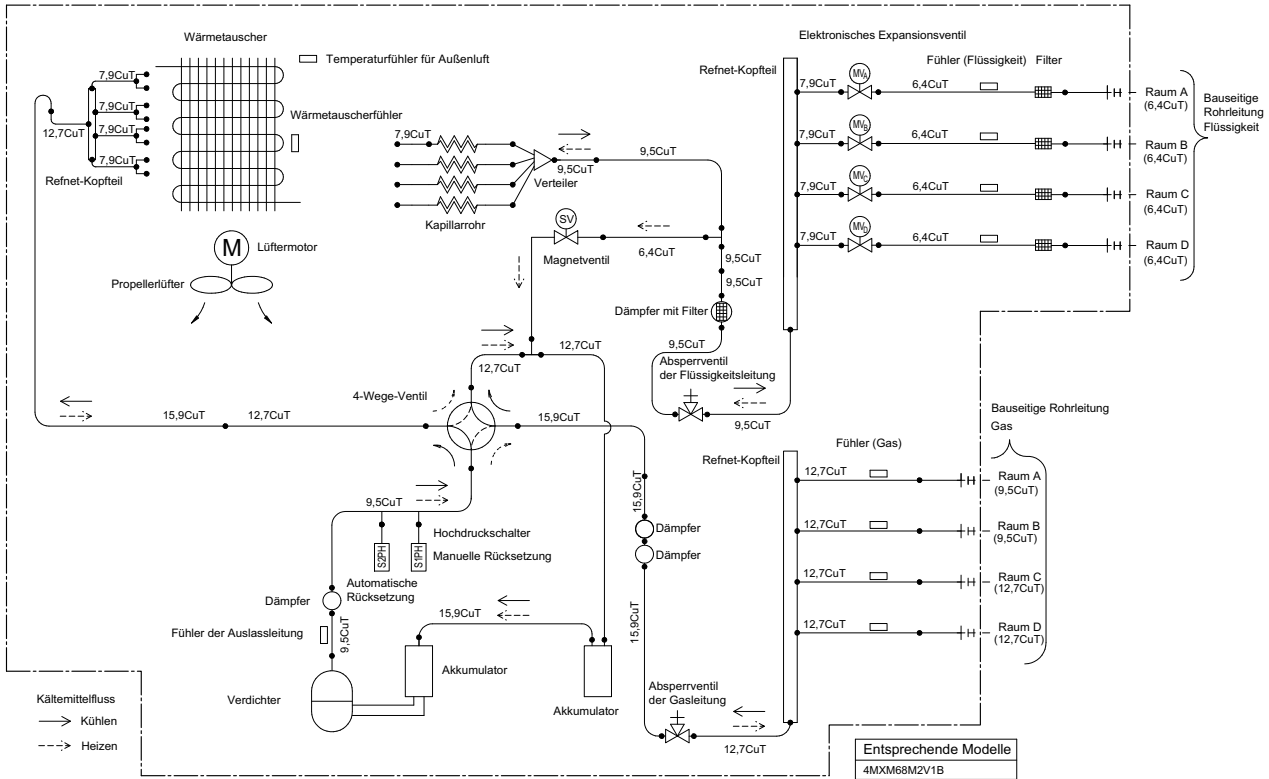 Wärmetauscher
Temperaturfühler für Außenluft
7,9CuT
7,9CuT
7,9CuT
7,9CuT
12,7CuT
Refnet-Kopfteil
Wärmetauscherfühler
7,9CuT
Kapillarrohr
Verteiler
9,5CuT
9,5CuT
M
Lüftermotor
Propellerlüfter
SV
Magnetventil
6,4CuT
9,5CuT
9,5CuT
Dämpfer mit Filter
9,5CuT
Absperrventil
der Flüssigkeitsleitung
9,5CuT
Elektronisches Expansionsventil
Refnet-Kopfteil
Fühler (Flüssigkeit)
Filter
7,9CuT
MVA
6,4CuT
Raum A
(6,4CuT)
7,9CuT
MVB
6,4CuT
Raum B
(6,4CuT)
7,9CuT
MVC
6,4CuT
Raum C
(6,4CuT)
7,9CuT
MVD
6,4CuT
Raum D
(6,4CuT)
Bauseitige
Rohrleitung
Flüssigkeit
12,7CuT
12,7CuT
4-Wege-Ventil
15,9CuT
12,7CuT
15,9CuT
9,5CuT
S2PH
S1PH
Hochdruckschalter
Manuelle Rücksetzung
Automatische
Rücksetzung
Dämpfer
Fühler der Auslassleitung
9,5CuT
Verdichter
15,9CuT
Akkumulator
Akkumulator
15,9CuT
Dämpfer
Dämpfer
15,9CuT
Absperrventil
der Gasleitung
12,7CuT
Bauseitige Rohrleitung
Gas
Fühler (Gas)
Refnet-Kopfteil
12,7CuT
Raum A
(9,5CuT)
12,7CuT
Raum B
(9,5CuT)
12,7CuT
Raum C
(12,7CuT)
12,7CuT
Raum D
(12,7CuT)
Kältemittelfluss
Kühlen
Heizen
Entsprechende Modelle
4MXM68M2V1B